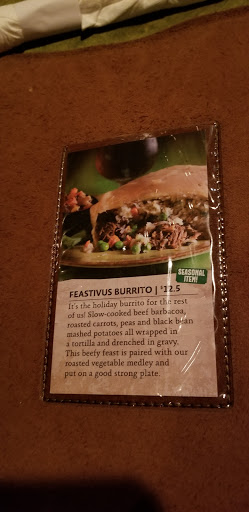 SEASONAL
ITEM!
FEASTIVUS BURRITO | $12.5
It's the holiday burrito for the rest
of us! Slow-cooked beef barbacoa,
roasted carrots, peas and black bean
mashed potatoes all wrapped in
a tortilla and drenched in gravy.
This beefy feast is paired with our
roasted vegetable medley and
put on a good strong plate.